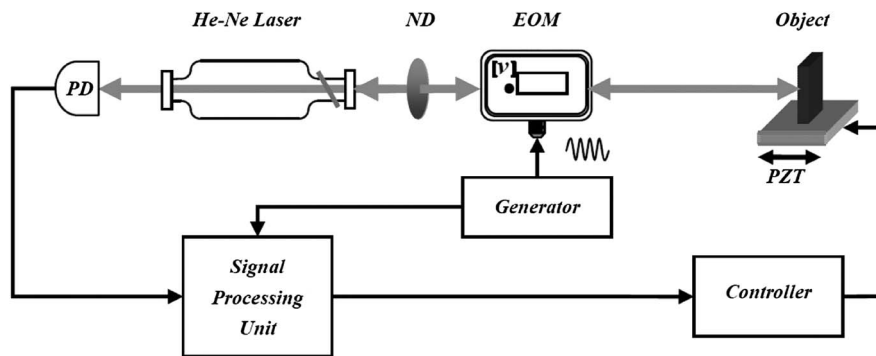 He-Ne Laser
ND
EOM
Object
PD
[v]
PZT
Generator
Signal
Processing
Unit
Controller